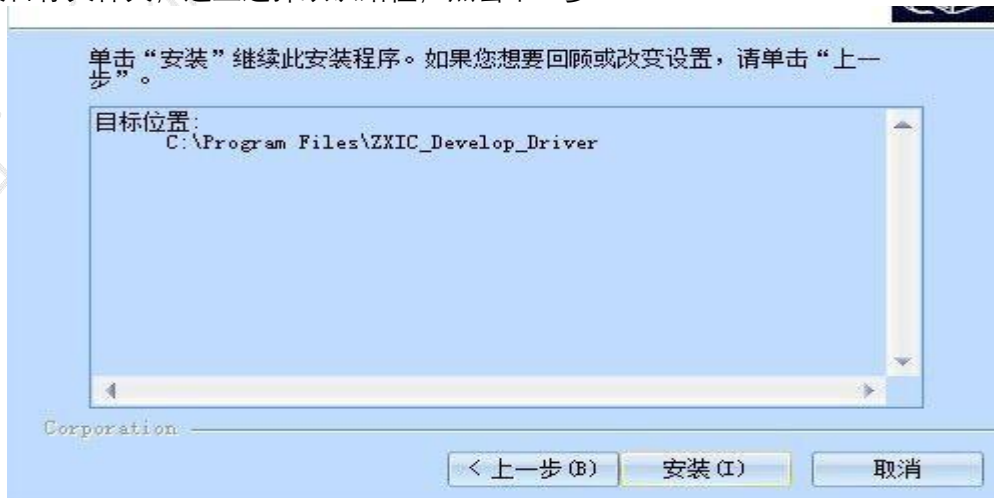 单击“安装”继续此安装程序。如果您想要回顾或改变设置，请单击“上一
步”。
目标位置:
C:\Program Files\ZXIC_Develop_Driver
Corporation
< 上一步(B)
安装(I)
取消